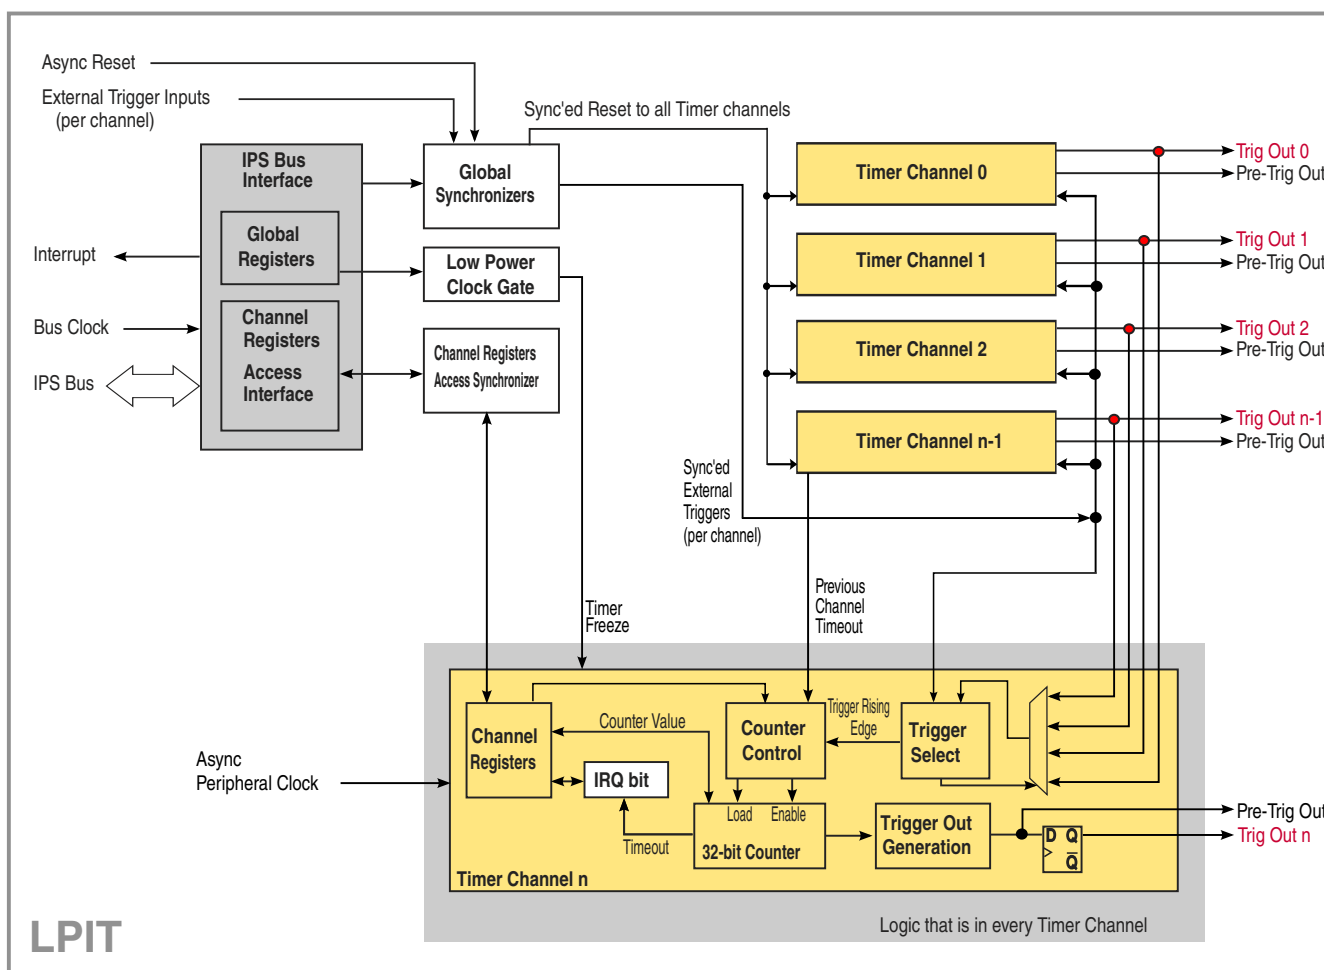 Async Reset
External Trigger Inputs
(per channel)
Sync'ed Reset to all Timer channels
IPS Bus
Interface
Global
Synchronizers
Global
Registers
Low Power
Clock Gate
Channel
Registers
Access
Interface
Channel Registers
Access Synchronizer
Interrupt
Bus Clock
IPS Bus
Timer Channel 0
Trig Out 0
Pre-Trig Out
Timer Channel 1
Trig Out 1
Pre-Trig Out
Timer Channel 2
Trig Out 2
Pre-Trig Out
Timer Channel n-1
Trig Out n-1
Pre-Trig Out
Sync'ed
External
Triggers
(per channel)
Previous
Channel
Timeout
Timer
Freeze
Async
Peripheral Clock
Channel
Registers
Counter Value
IRQ bit
Timeout
Counter
Control
Load
Enable
32-bit Counter
Trigger Rising
Edge
Trigger
Select
Trigger Out
Generation
D Q
Q
Pre-Trig Out
Trig Out n
Timer Channel n
Logic that is in every Timer Channel
LPIT